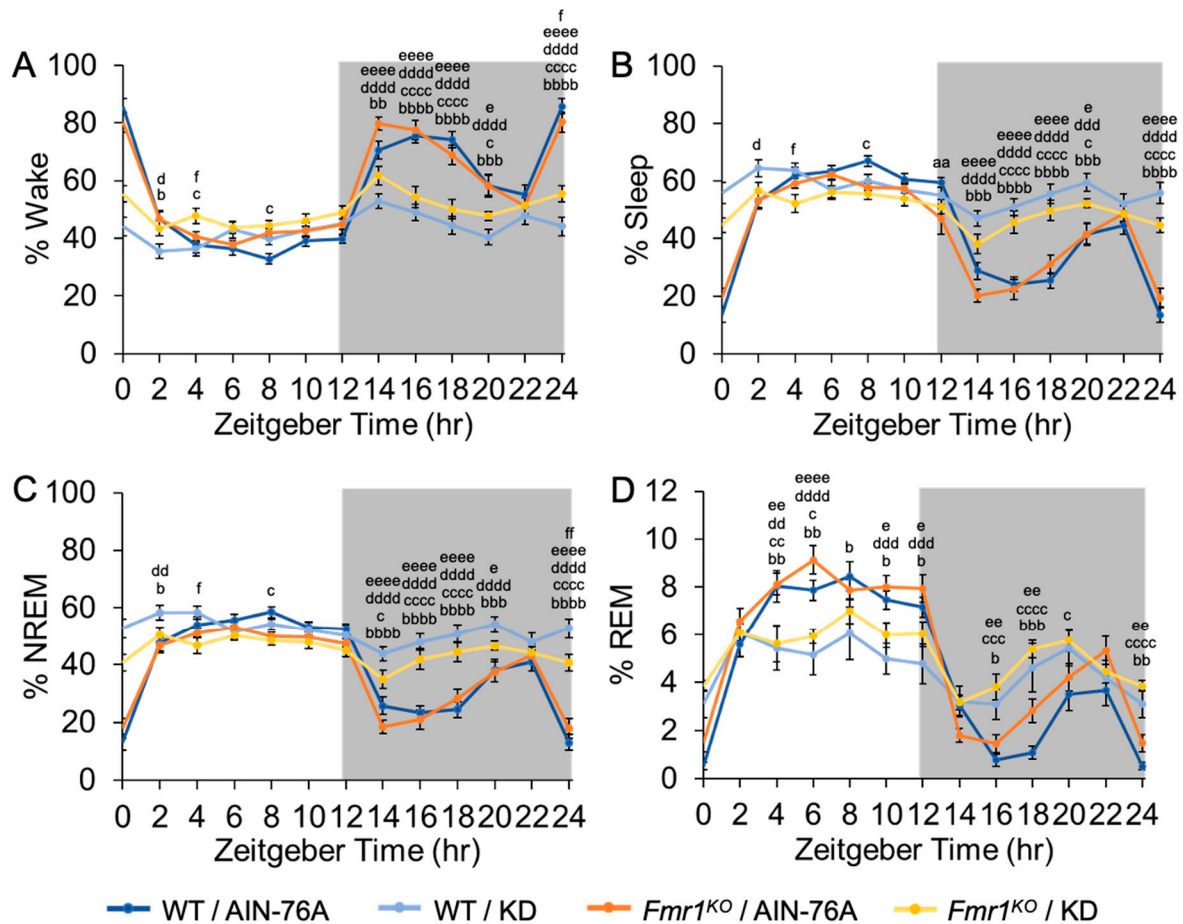 A
% Wake
100
80
60
40
20
0
d
b
f
c
c
eeee
dddd
bb
eeee
dddd
cccc
bbbb
eeee
dddd
cccc
bbbb
e
dddd
c
bbb
f
eeee
dddd
cccc
bbbb
0 2 4 6 8 10 12 14 16 18 20 22 24
Zeitgeber Time (hr)
B
% Sleep
100
80
60
40
20
0
d
f
c
aa
eeee
dddd
bbb
eeee
dddd
cccc
bbbb
eeee
dddd
cccc
bbbb
e
ddd
c
bbb
eeee
dddd
cccc
bbbb
0 2 4 6 8 10 12 14 16 18 20 22 24
Zeitgeber Time (hr)
C
% NREM
100
80
60
40
20
0
dd
b
f
c
eeee
dddd
c
bbbb
eeee
dddd
cccc
bbbb
eeee
dddd
cccc
bbbb
e
dddd
bbb
ff
eeee
dddd
cccc
bbbb
0 2 4 6 8 10 12 14 16 18 20 22 24
Zeitgeber Time (hr)
D
% REM
12
10
8
6
4
2
0
ee
dd
cc
bb
eeee
dddd
c
bb
b
e
ddd
b
e
ddd
b
ee
ccc
b
ee
cccc
bbb
c
ee
cccc
bb
0 2 4 6 8 10 12 14 16 18 20 22 24
Zeitgeber Time (hr)
WT / AIN-76A WT / KD Fmr1KO / AIN-76A Fmr1KO / KD